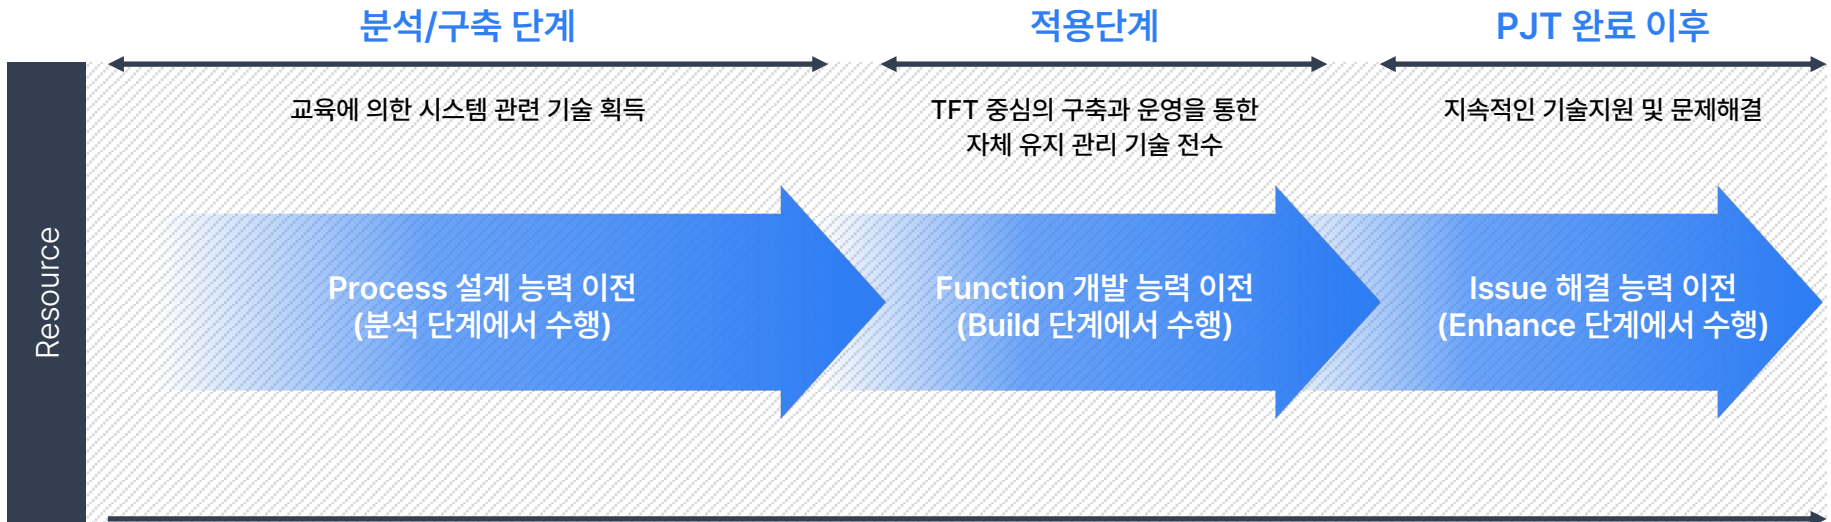 분석/구축 단계
적용단계
PJT 완료 이후
교육에 의한 시스템 관련 기술 획득
TFT 중심의 구축과 운영을 통한
자체 유지 관리 기술 전수
지속적인 기술지원 및 문제해결
Resource
Process 설계 능력 이전
(분석 단계에서 수행)
Function 개발 능력 이전
(Build 단계에서 수행)
Issue 해결 능력 이전
(Enhance 단계에서 수행)